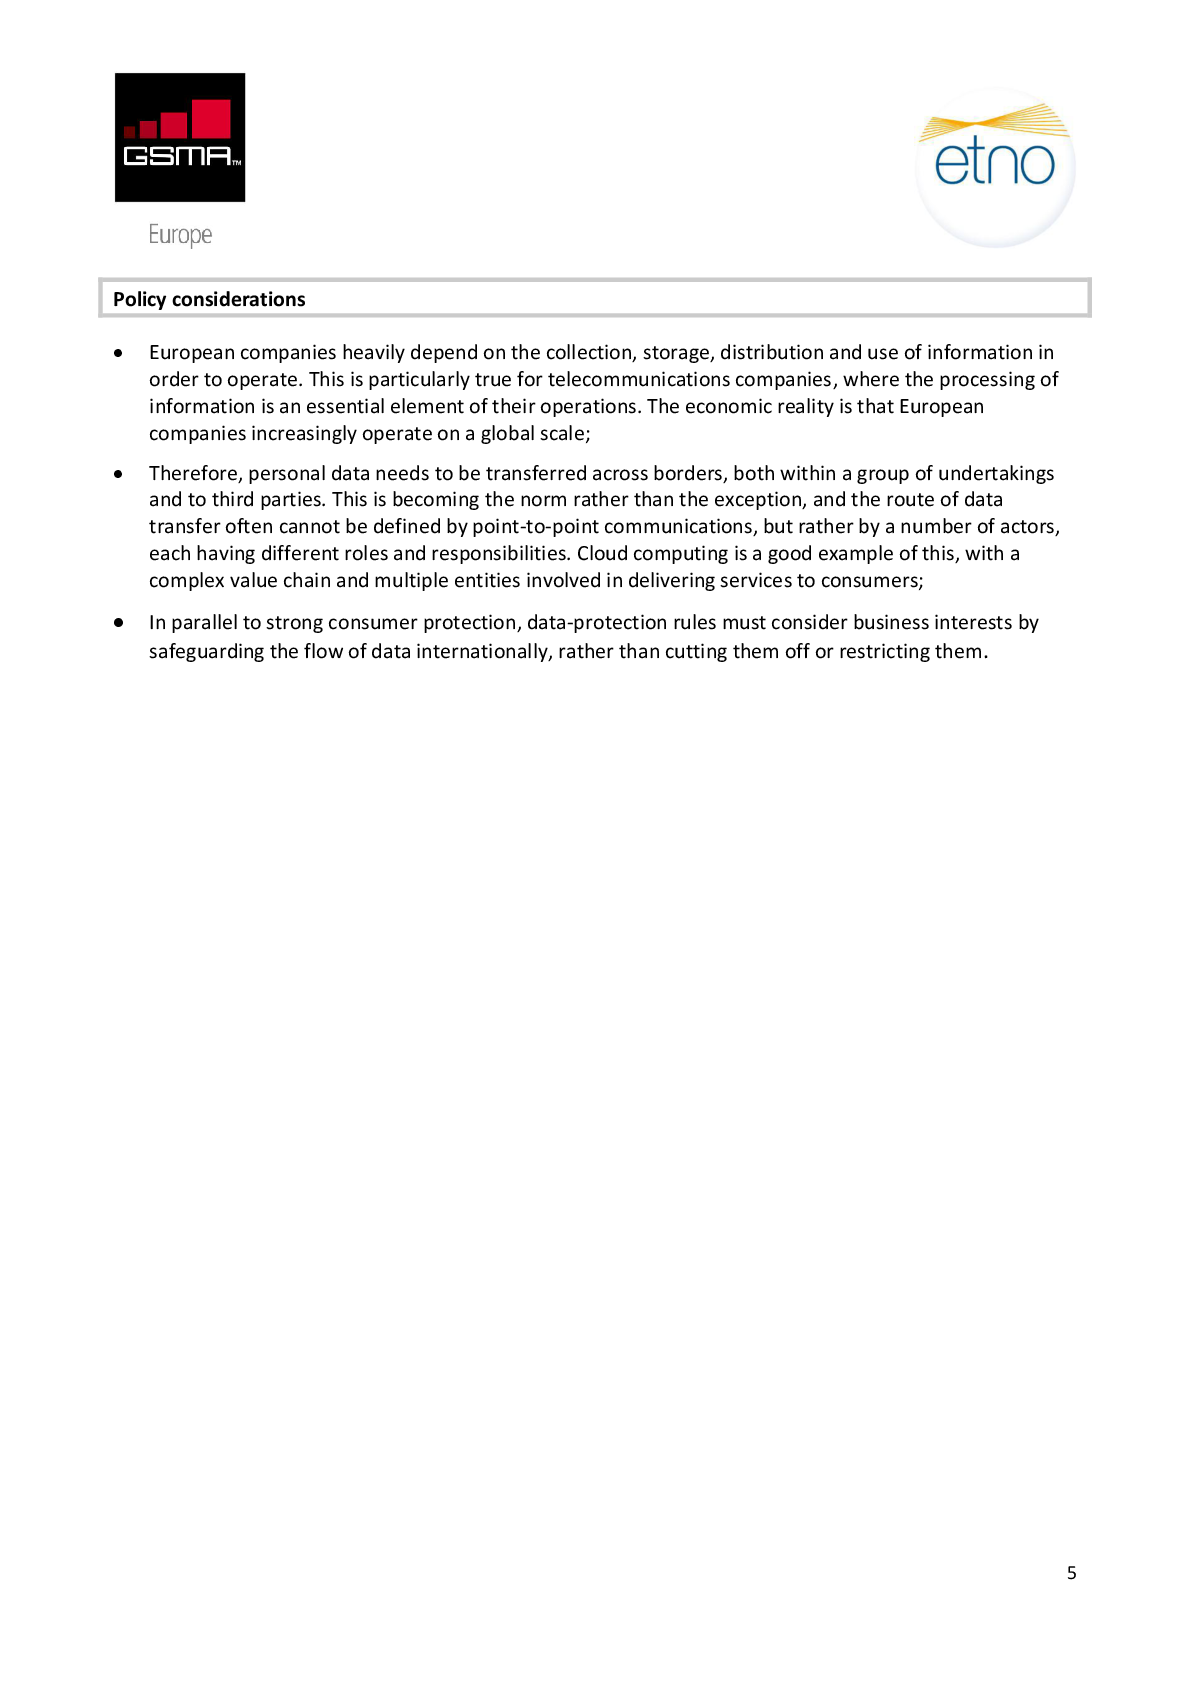 GSMA™
Europe
etno
Policy considerations
• European companies heavily depend on the collection, storage, distribution and use of information in
order to operate. This is particularly true for telecommunications companies, where the processing of
information is an essential element of their operations. The economic reality is that European
companies increasingly operate on a global scale;
• Therefore, personal data needs to be transferred across borders, both within a group of undertakings
and to third parties. This is becoming the norm rather than the exception, and the route of data
transfer often cannot be defined by point-to-point communications, but rather by a number of actors,
each having different roles and responsibilities. Cloud computing is a good example of this, with a
complex value chain and multiple entities involved in delivering services to consumers;
• In parallel to strong consumer protection, data-protection rules must consider business interests by
safeguarding the flow of data internationally, rather than cutting them off or restricting them.
5